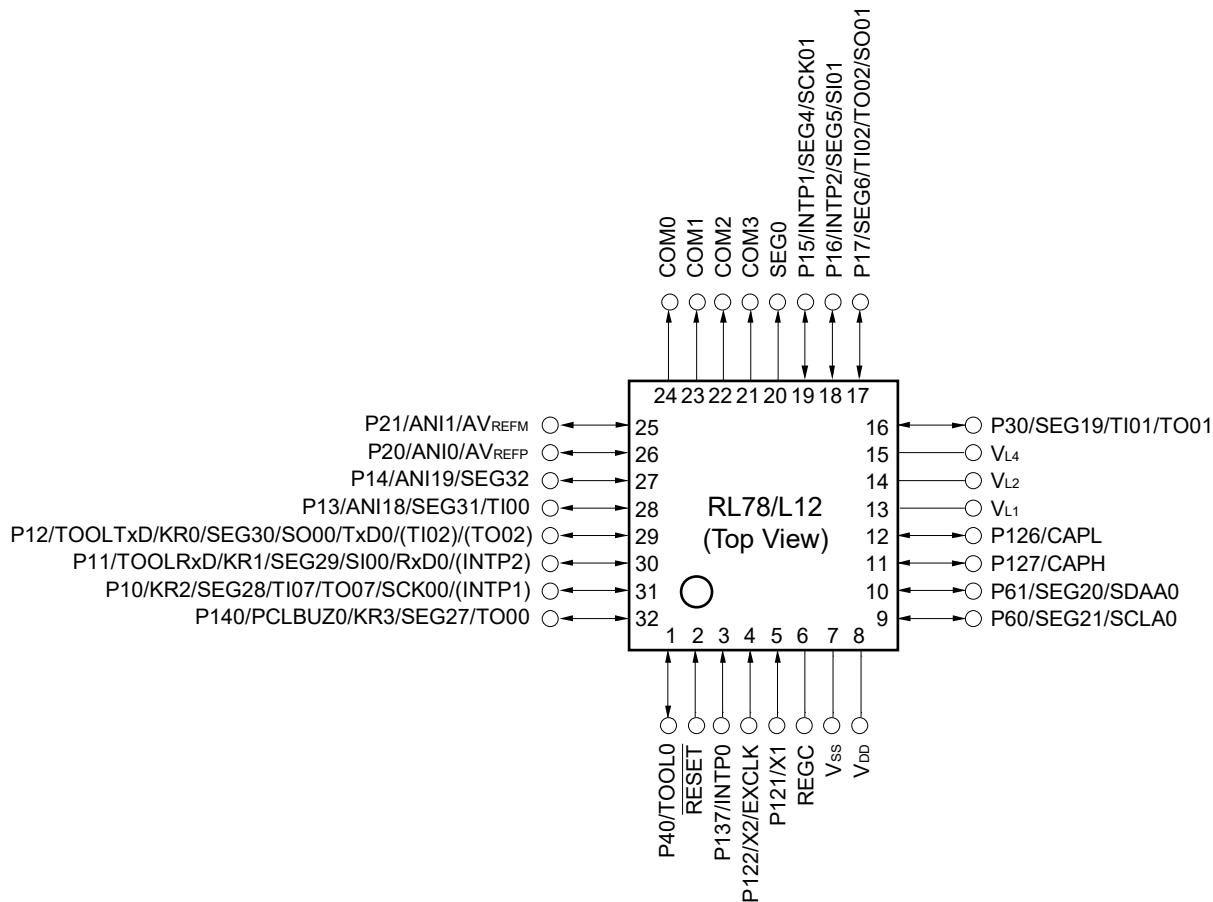 COM0
COM1
COM2
COM3
SEG0
P15/INTP1/SEG4/SCK01
P16/INTP2/SEG5/SI01
P17/SEG6/TI02/TO02/SO01
24 23 22 21 20 19 18 17
P21/ANI1/AVREFM
P20/ANI0/AVREFP
P14/ANI19/SEG32
P13/ANI18/SEG31/TI00
P12/TOOLTxD/KR0/SEG30/SO00/TxD0/(TI02)/(TO02)
P11/TOOLRxD/KR1/SEG29/SI00/RxD0/(INTP2)
P10/KR2/SEG28/TI07/TO07/SCK00/(INTP1)
P140/PCLBUZ0/KR3/SEG27/TO00
25
26
27
28
29
30
31
32
RL78/L12
(Top View)
16
15
14
13
12
11
10
9
P30/SEG19/TI01/TO01
VL4
VL2
VL1
P126/CAPL
P127/CAPH
P61/SEG20/SDAA0
P60/SEG21/SCLA0
1 2 3 4 5 6 7 8
P40/TOOL0
RESET
P137/INTP0
P122/X2/EXCLK
P121/X1
REGC
VSS
VDD